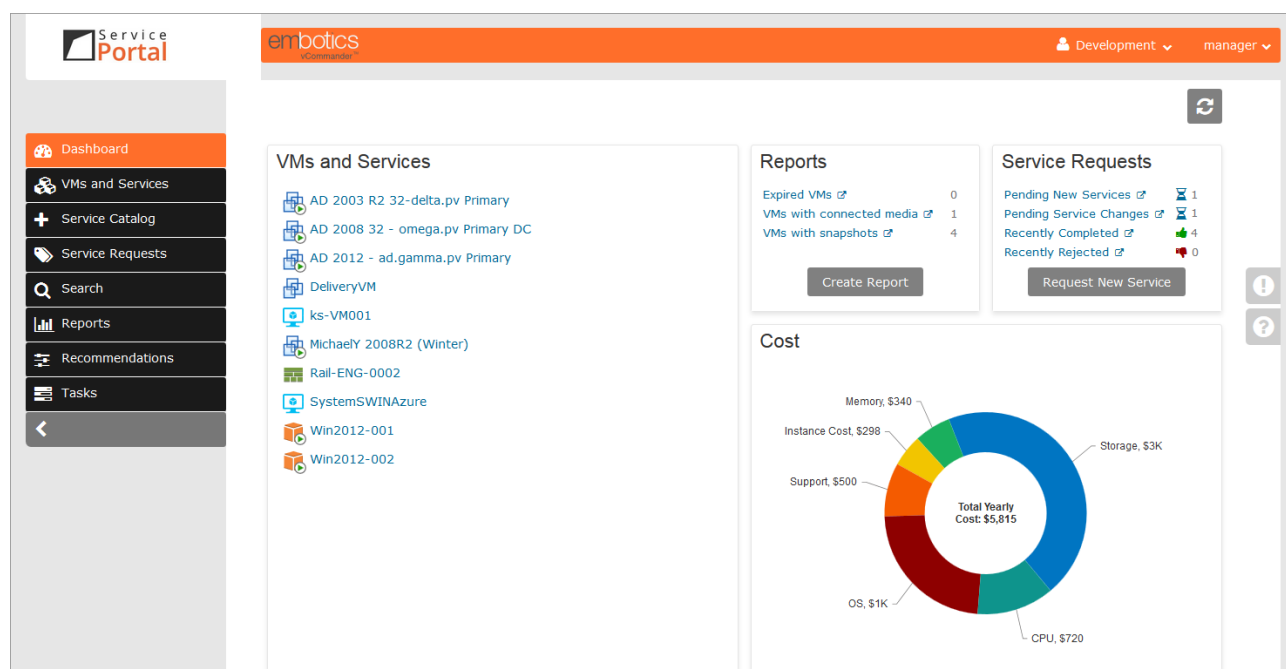 Service
Portal
embotics
vCommander™
Development
manager
Dashboard
VMs and Services
Service Catalog
Service Requests
Search
Reports
Recommendations
Tasks
VMs and Services
AD 2003 R2 32-delta.pv Primary
AD 2008 32 - omega.pv Primary DC
AD 2012 - ad.gamma.pv Primary
DeliveryVM
ks-VM001
MichaelY 2008R2 (Winter)
Rail-ENG-0002
SystemSWINAzure
Win2012-001
Win2012-002
Reports
Expired VMs 0
VMs with connected media 1
VMs with snapshots 4
Create Report
Service Requests
Pending New Services 1
Pending Service Changes 1
Recently Completed 4
Recently Rejected 0
Request New Service
Cost
Memory, $340
Instance Cost, $298
Storage, $3K
Support, $500
Total Yearly
Cost: $5,815
OS, $1K
CPU, $720